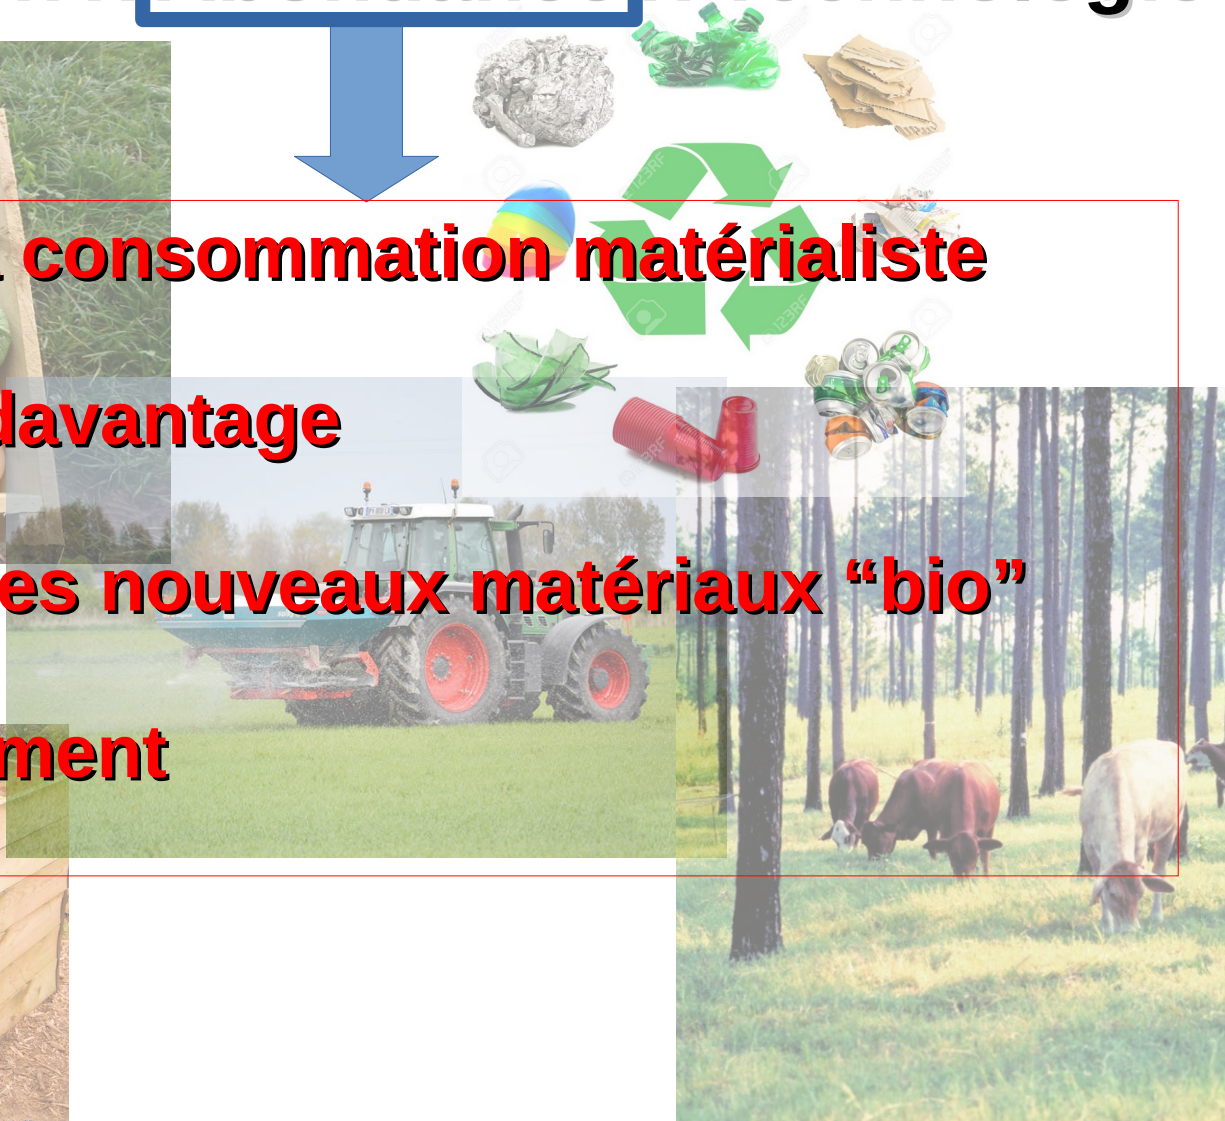 consommation matérialiste
davantage
es nouveaux matériaux “bio”
ment